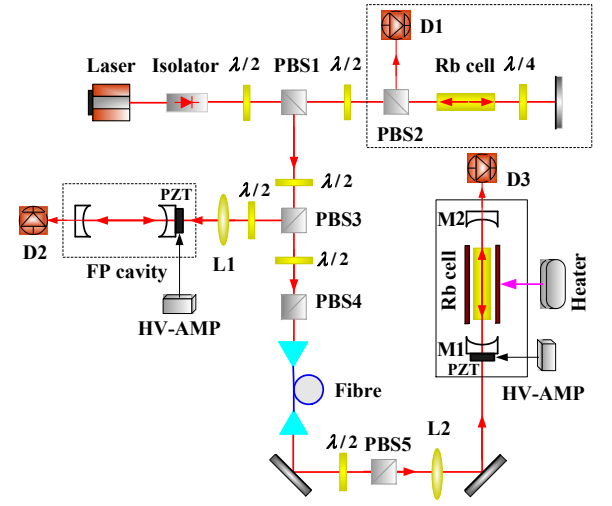 D1
Laser
Isolator
λ/2
PBS1
λ/2
Rb cell
λ/4
PBS2
λ/2
D3
PZT
λ/2
PBS3
M2
D2
FP cavity
L1
λ/2
Rb cell
Heater
HV-AMP
PBS4
M1
PZT
HV-AMP
Fibre
λ/2
PBS5
L2